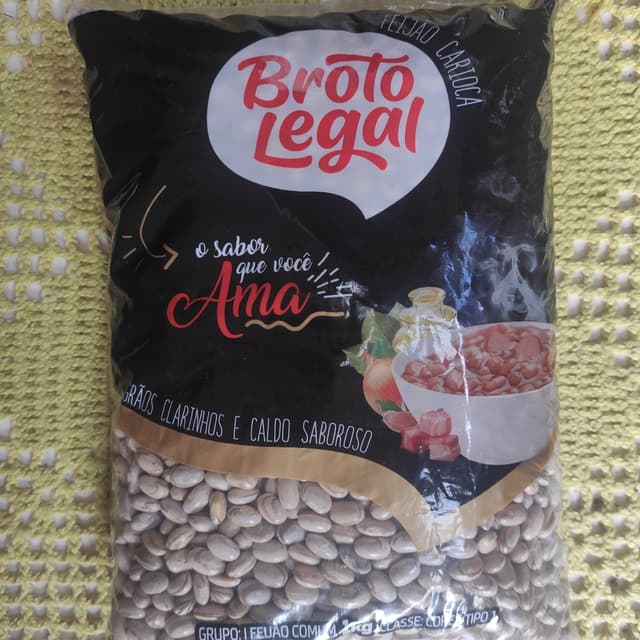 FEIJÃO CARIOCA
Broto
Legal
o sabor
que você
Ama
GRÃOS CLARINHOS E CALDO SABOROSO
GRUPO: I FEIJÃO COMUM 1kg CLASSE: CORES TIPO 1